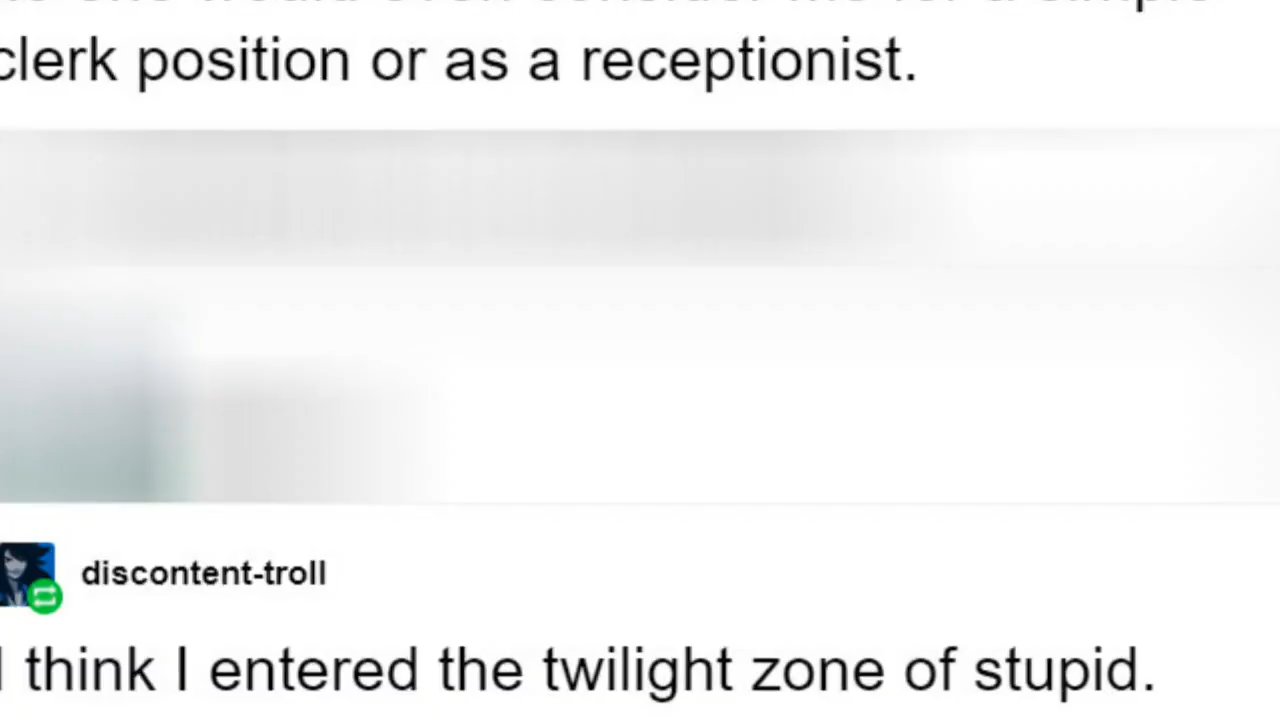 clerk position or as a receptionist.
discontent-troll
I think I entered the twilight zone of stupid.